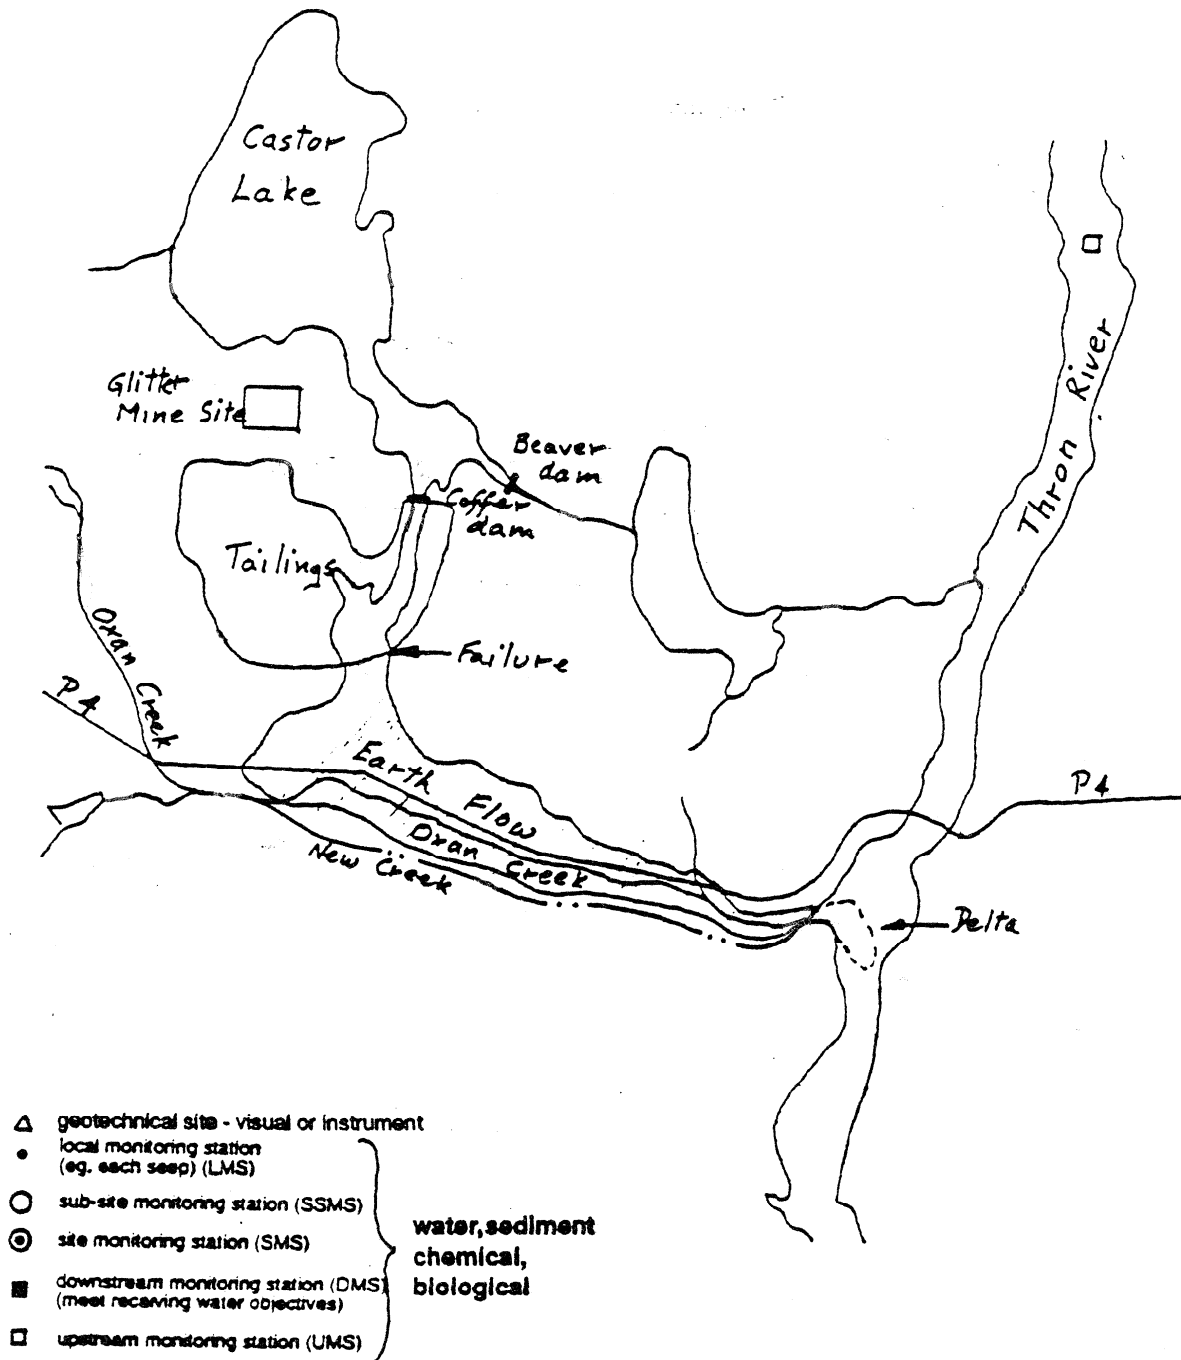 Castor
Lake
Glitter
Mine Site
Beaver
dam
Coffer
dam
Thron River
Tailings
Oxan Creek
Failure
P4
Earth Flow
P4
Oxan Creek
New Creek
Delta
geotechnical site - visual or instrument
local monitoring station
(eg. each seep) (LMS)
sub-site monitoring station (SSMS)
site monitoring station (SMS)
downstream monitoring station (DMS)
(meet receiving water objectives)
upstream monitoring station (UMS)
water,sediment
chemical,
biological